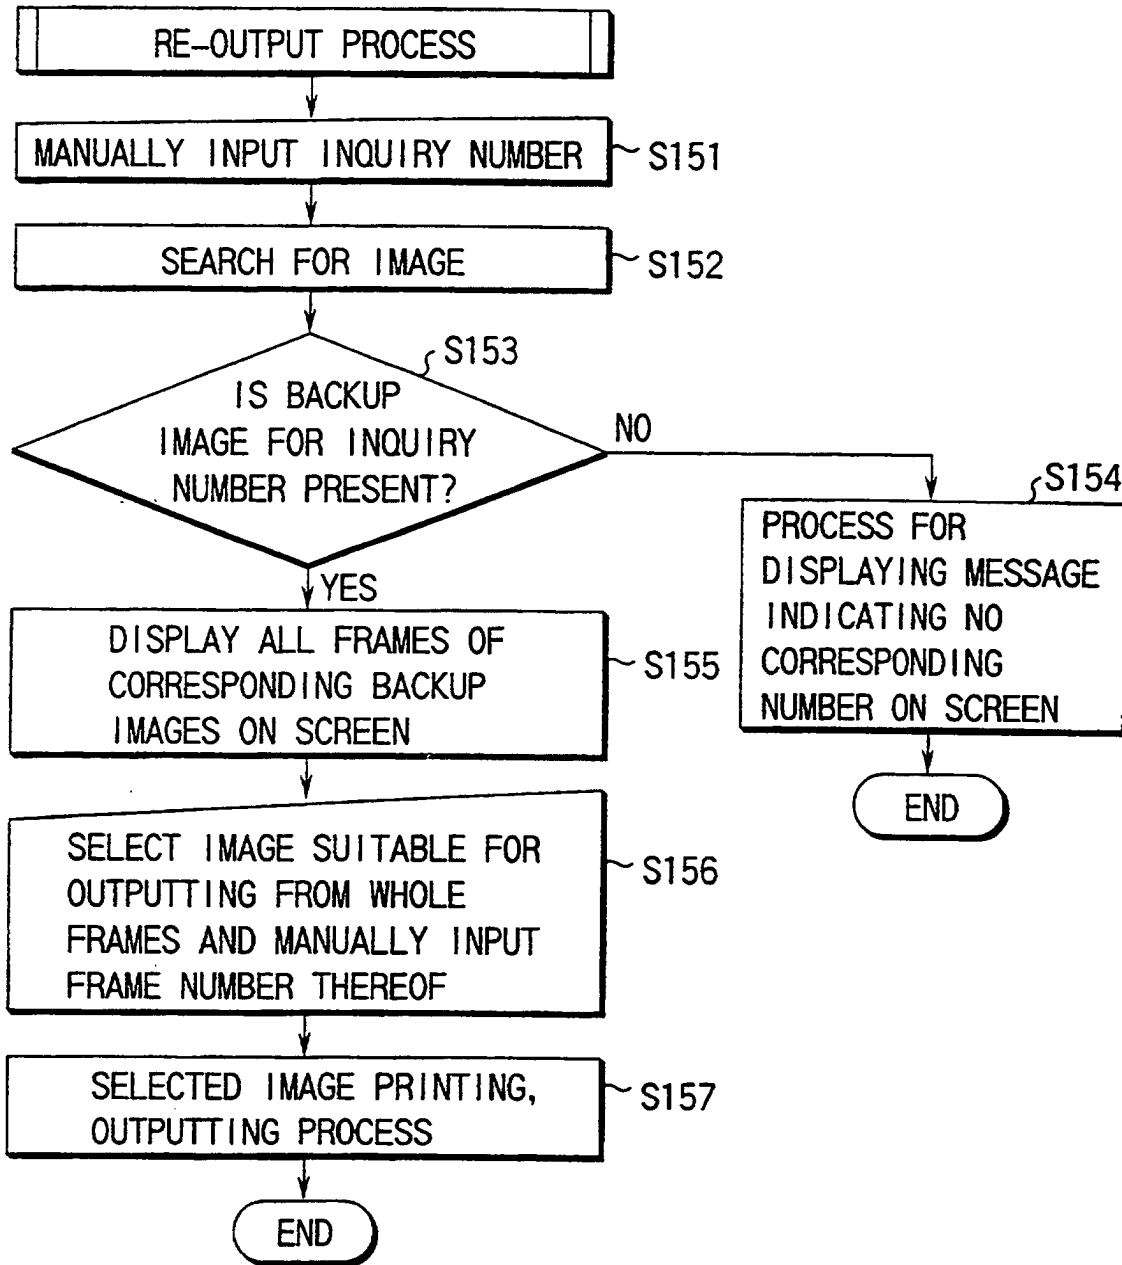 RE-OUTPUT PROCESS
MANUALLY INPUT INQUIRY NUMBER
S151
SEARCH FOR IMAGE
S152
S153
IS BACKUP
IMAGE FOR INQUIRY
NUMBER PRESENT?
NO
S154
PROCESS FOR
DISPLAYING MESSAGE
INDICATING NO
CORRESPONDING
NUMBER ON SCREEN
END
YES
DISPLAY ALL FRAMES OF
CORRESPONDING BACKUP
IMAGES ON SCREEN
S155
SELECT IMAGE SUITABLE FOR
OUTPUTTING FROM WHOLE
FRAMES AND MANUALLY INPUT
FRAME NUMBER THEREOF
S156
SELECTED IMAGE PRINTING,
OUTPUTTING PROCESS
S157
END